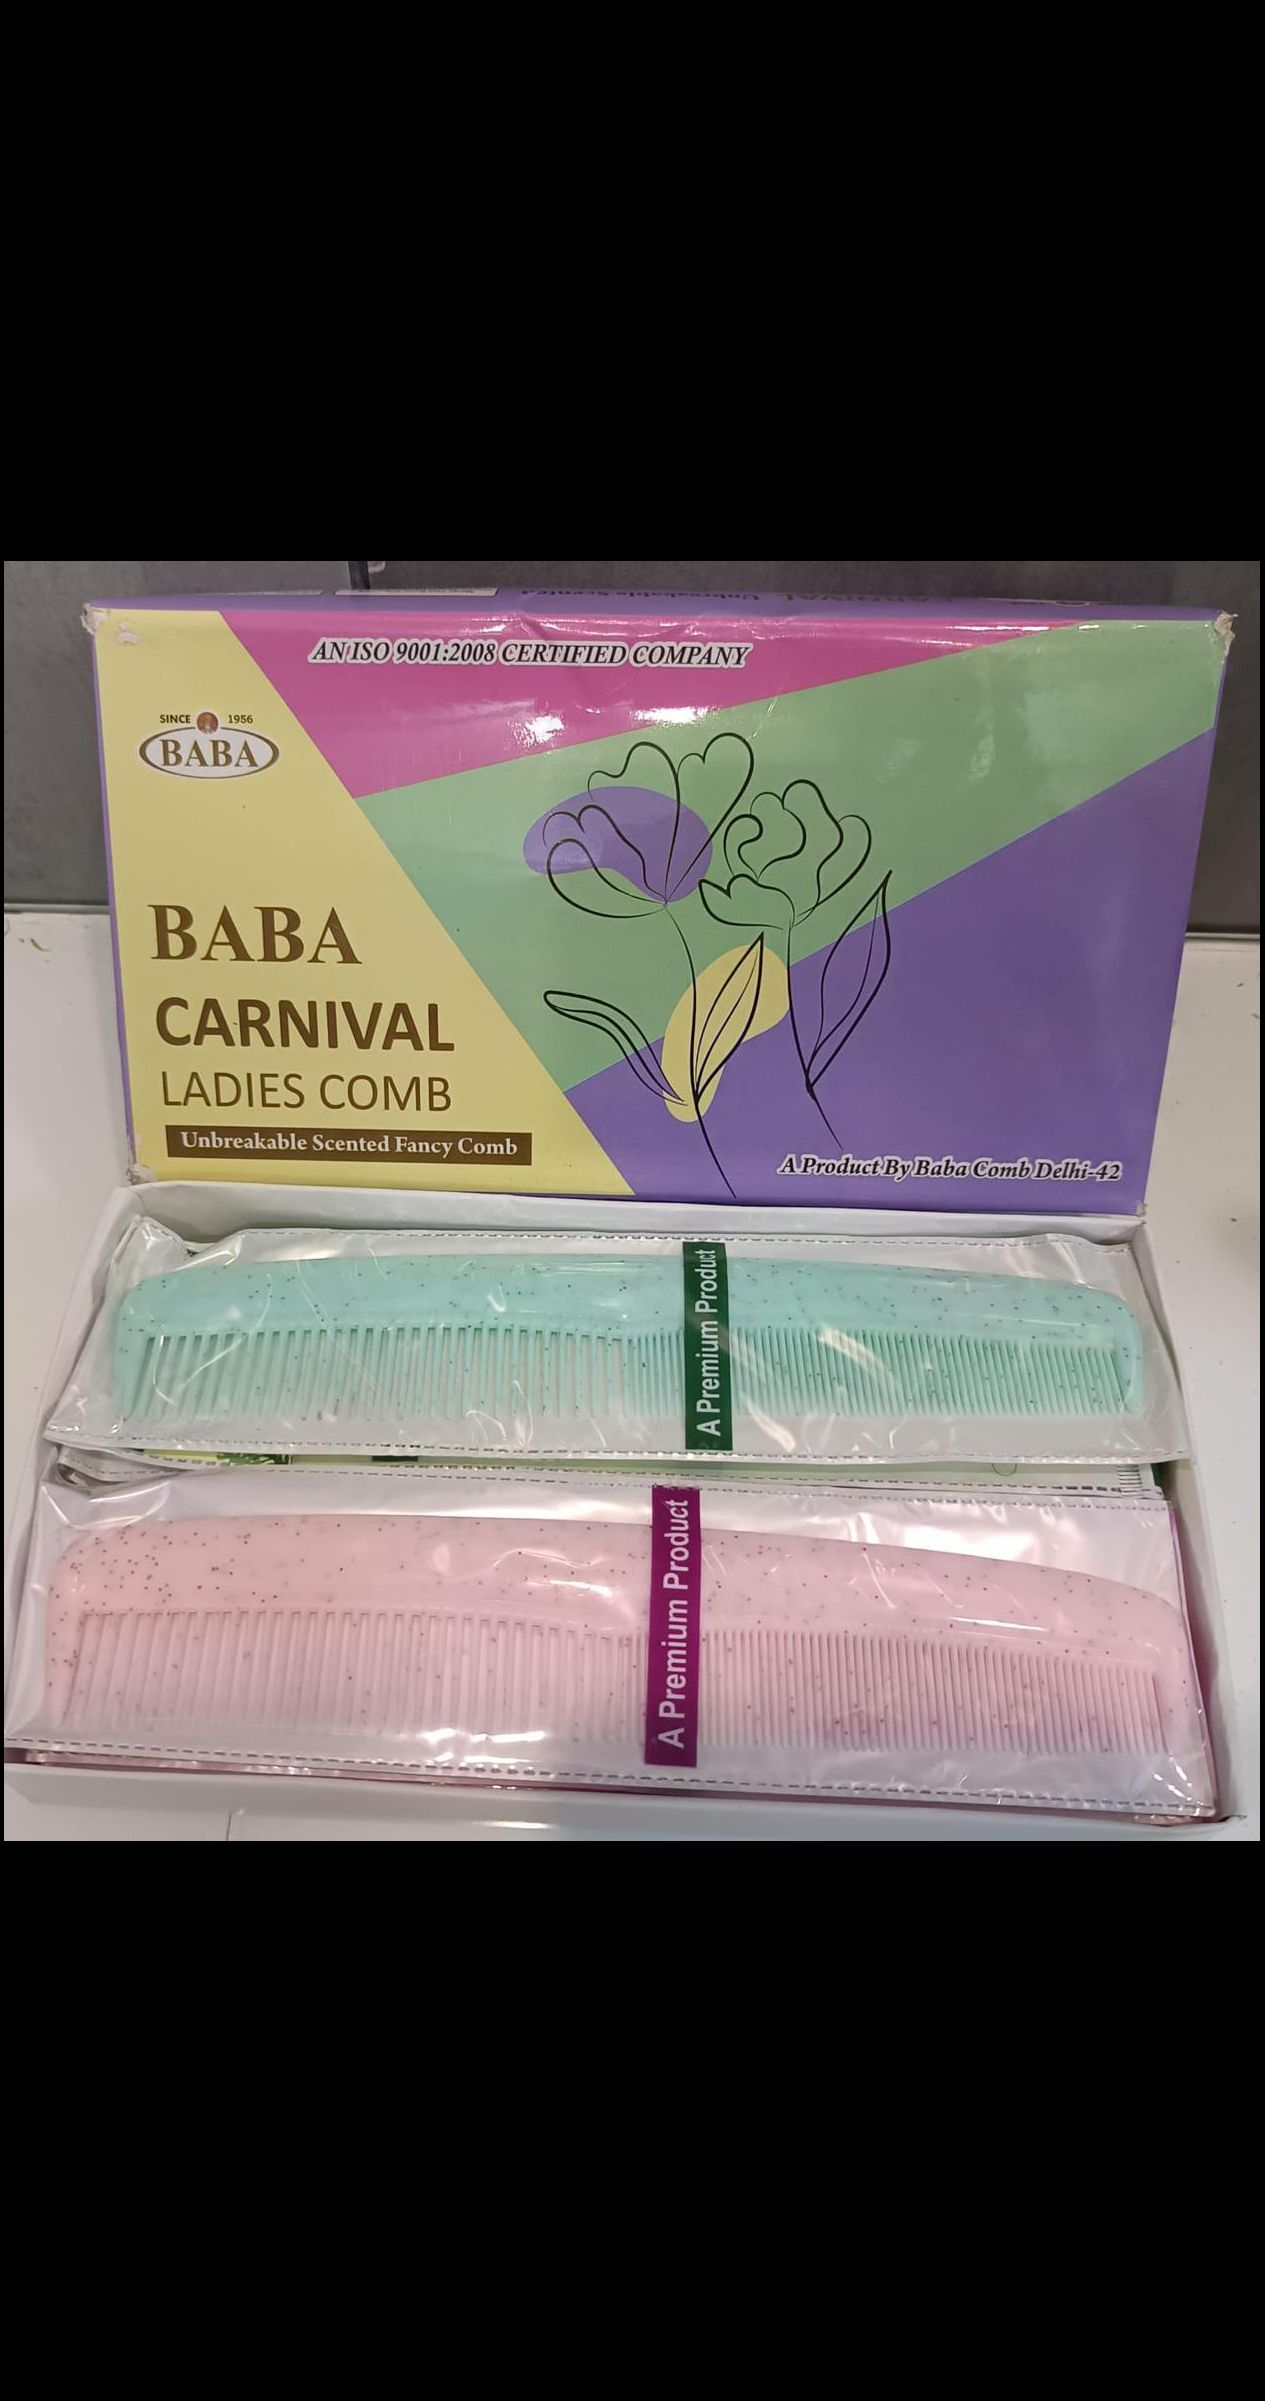 AN ISO 9001:2008 CERTIFIED COMPANY
SINCE 1956
BABA
BABA
CARNIVAL
LADIES COMB
Unbreakable Scented Fancy Comb
A Product By Baba Comb Delhi-42
A Premium Product
A Premium Product